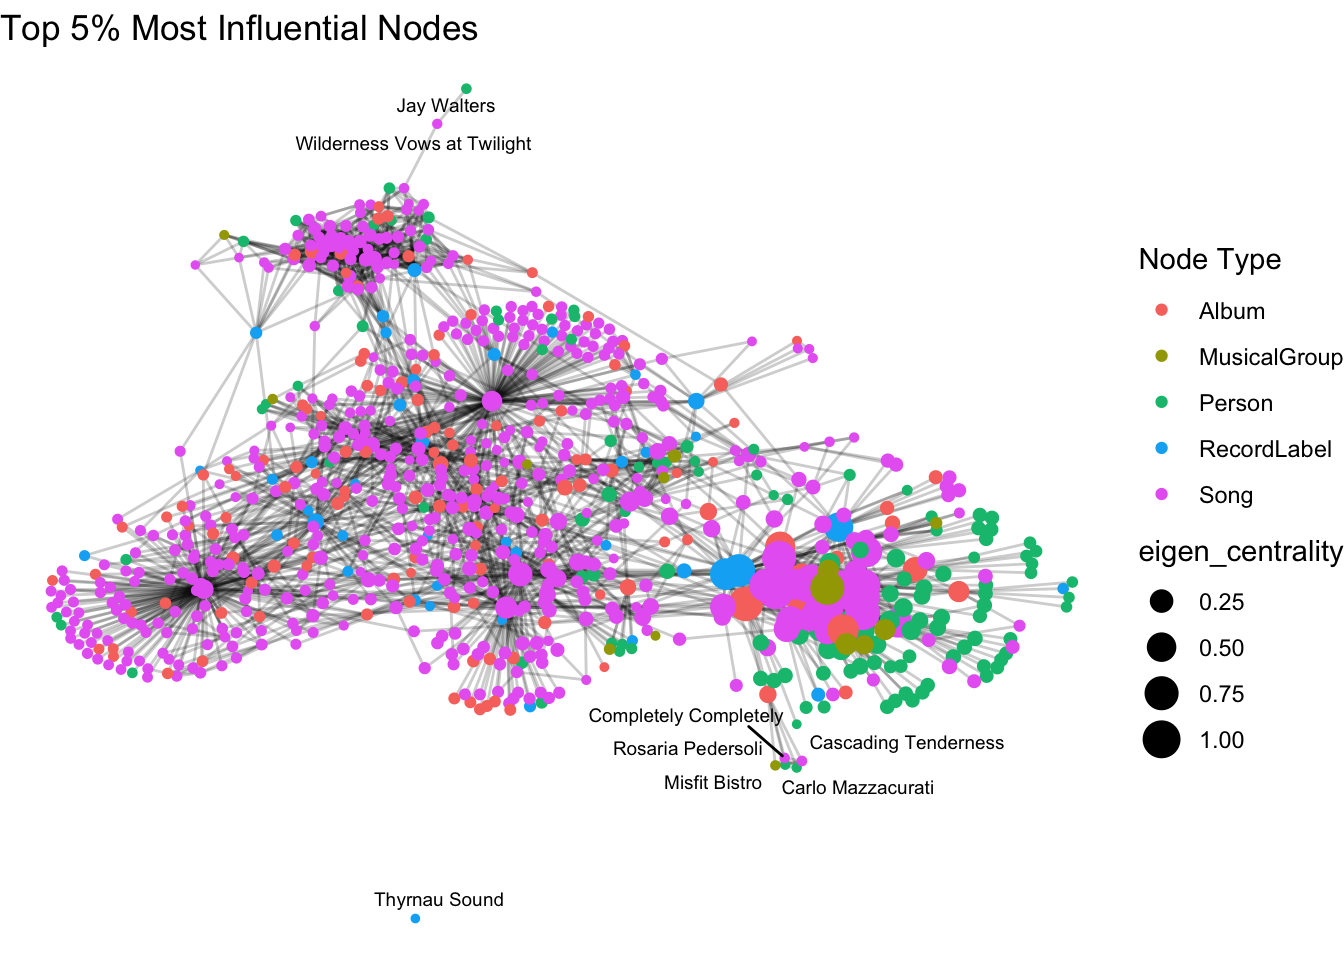 Top 5% Most Influential Nodes
Jay Walters
Wilderness Vows at Twilight
Node Type
Album
MusicalGroup
Person
RecordLabel
Song
eigen_centrality
0.25
0.50
0.75
1.00
Completely Completely
Cascading Tenderness
Rosaria Pedersoli
Misfit Bistro
Carlo Mazzacurati
Thyrnau Sound